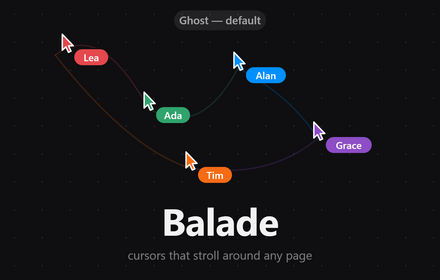 Ghost — default
Lea
Alan
Ada
Grace
Tim
Balade
cursors that stroll around any page